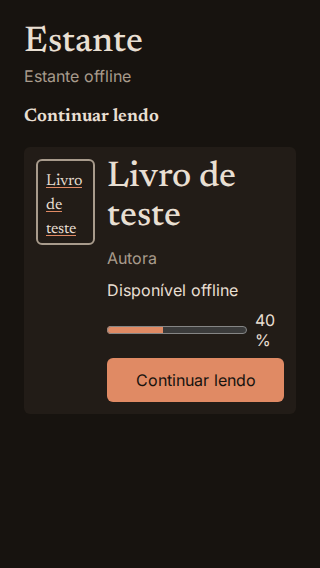 Estante
Estante offline
Continuar lendo
Livro
de
teste
Livro de
teste
Autora
Disponível offline
40
%
Continuar lendo